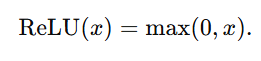 ReLU(x) = max(0, x).